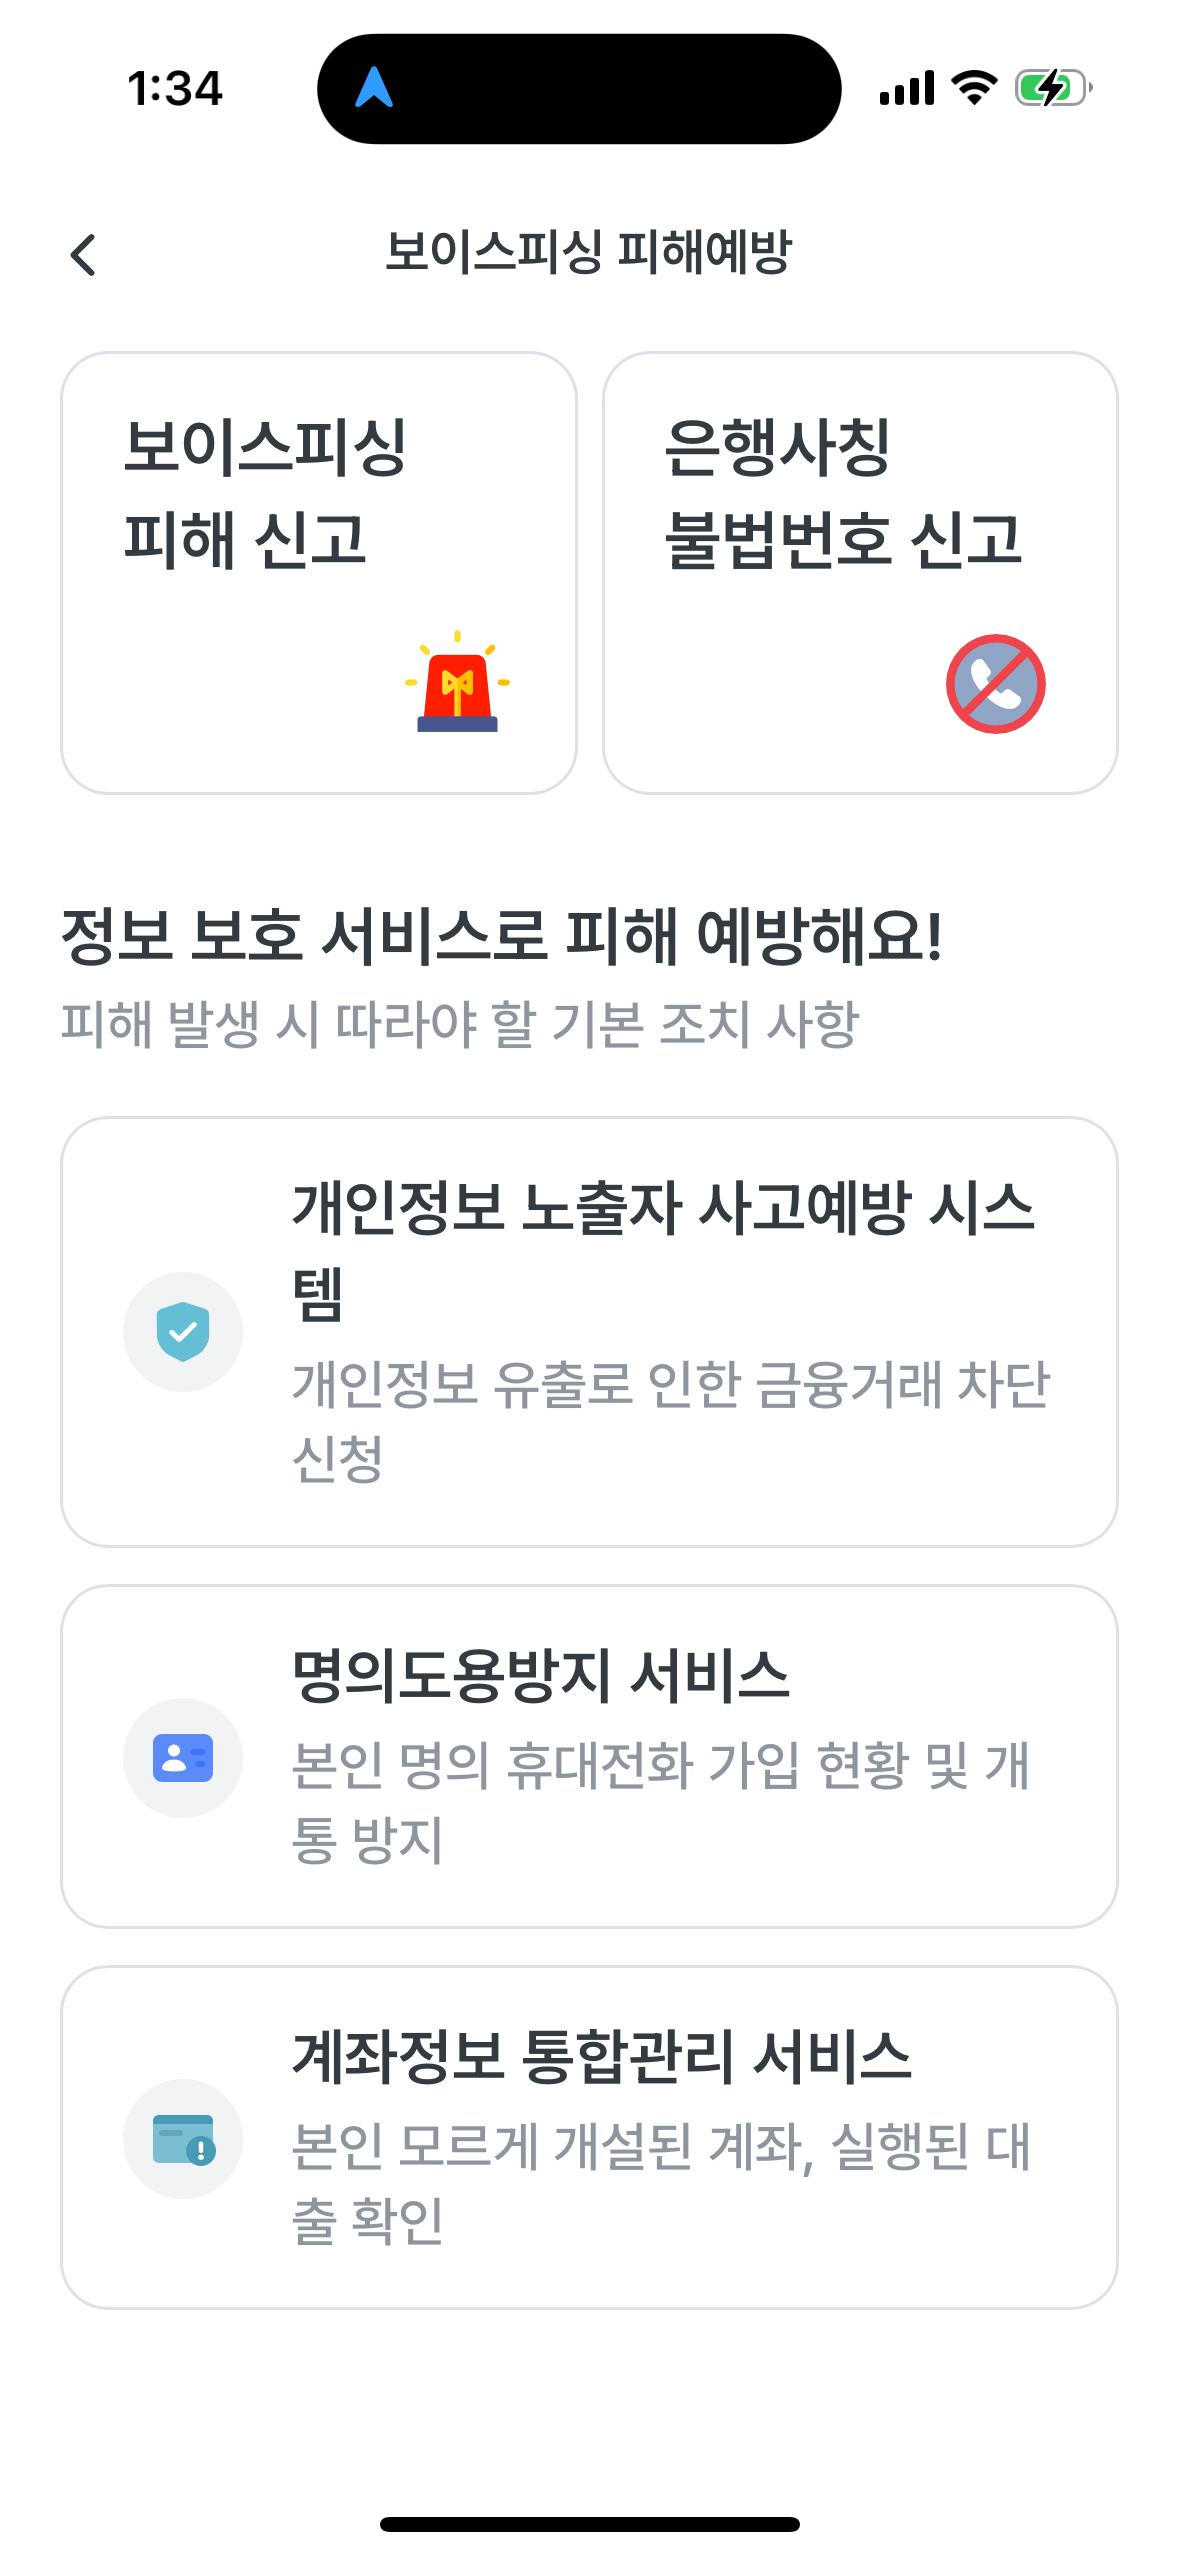 1:34
보이스피싱 피해예방
보이스피싱
피해 신고
은행사칭
불법번호 신고
정보 보호 서비스로 피해 예방해요!
피해 발생 시 따라야 할 기본 조치 사항
개인정보 노출자 사고예방 시스
템
개인정보 유출로 인한 금융거래 차단
신청
명의도용방지 서비스
본인 명의 휴대전화 가입 현황 및 개
통 방지
계좌정보 통합관리 서비스
본인 모르게 개설된 계좌, 실행된 대
출 확인